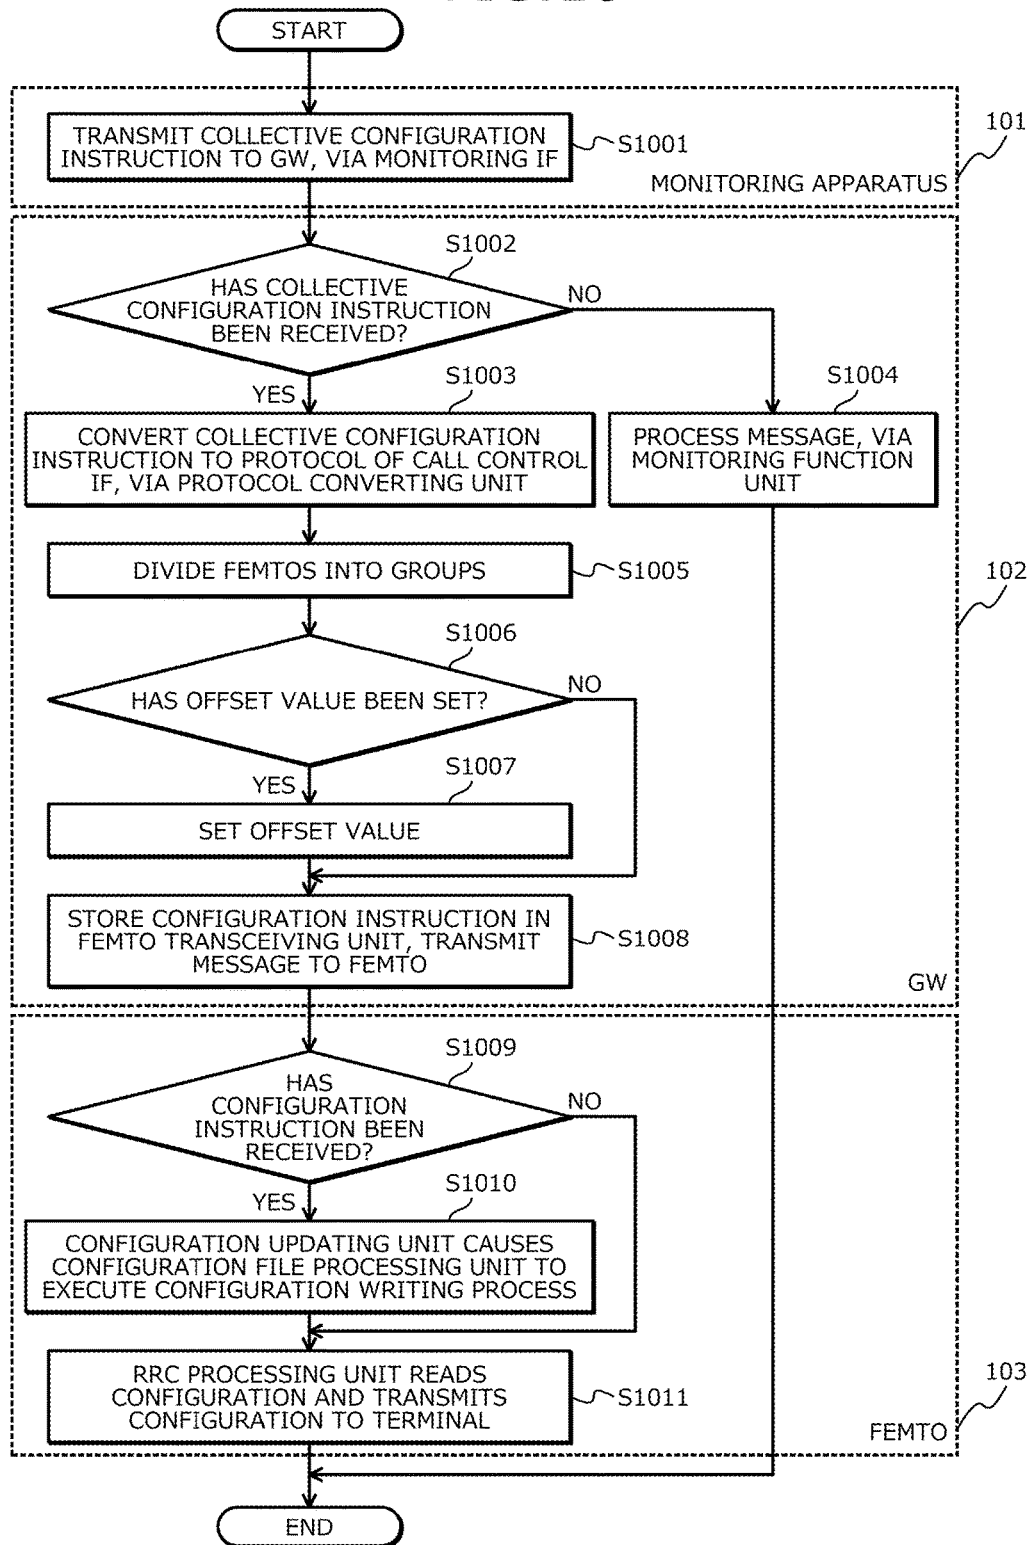 START
TRANSMIT COLLECTIVE CONFIGURATION
INSTRUCTION TO GW, VIA MONITORING IF
S1001
101
MONITORING APPARATUS
S1002
HAS COLLECTIVE
CONFIGURATION INSTRUCTION
BEEN RECEIVED?
NO
YES
S1003
S1004
CONVERT COLLECTIVE CONFIGURATION
INSTRUCTION TO PROTOCOL OF CALL CONTROL
IF, VIA PROTOCOL CONVERTING UNIT
PROCESS MESSAGE, VIA
MONITORING FUNCTION
UNIT
DIVIDE FEMTOS INTO GROUPS
S1005
102
S1006
HAS OFFSET VALUE BEEN SET?
NO
YES
S1007
SET OFFSET VALUE
STORE CONFIGURATION INSTRUCTION IN
FEMTO TRANSCEIVING UNIT, TRANSMIT
MESSAGE TO FEMTO
S1008
GW
S1009
HAS
CONFIGURATION
INSTRUCTION BEEN
RECEIVED?
NO
YES
S1010
CONFIGURATION UPDATING UNIT CAUSES
CONFIGURATION FILE PROCESSING UNIT TO
EXECUTE CONFIGURATION WRITING PROCESS
RRC PROCESSING UNIT READS
CONFIGURATION AND TRANSMITS
CONFIGURATION TO TERMINAL
S1011
103
FEMTO
END